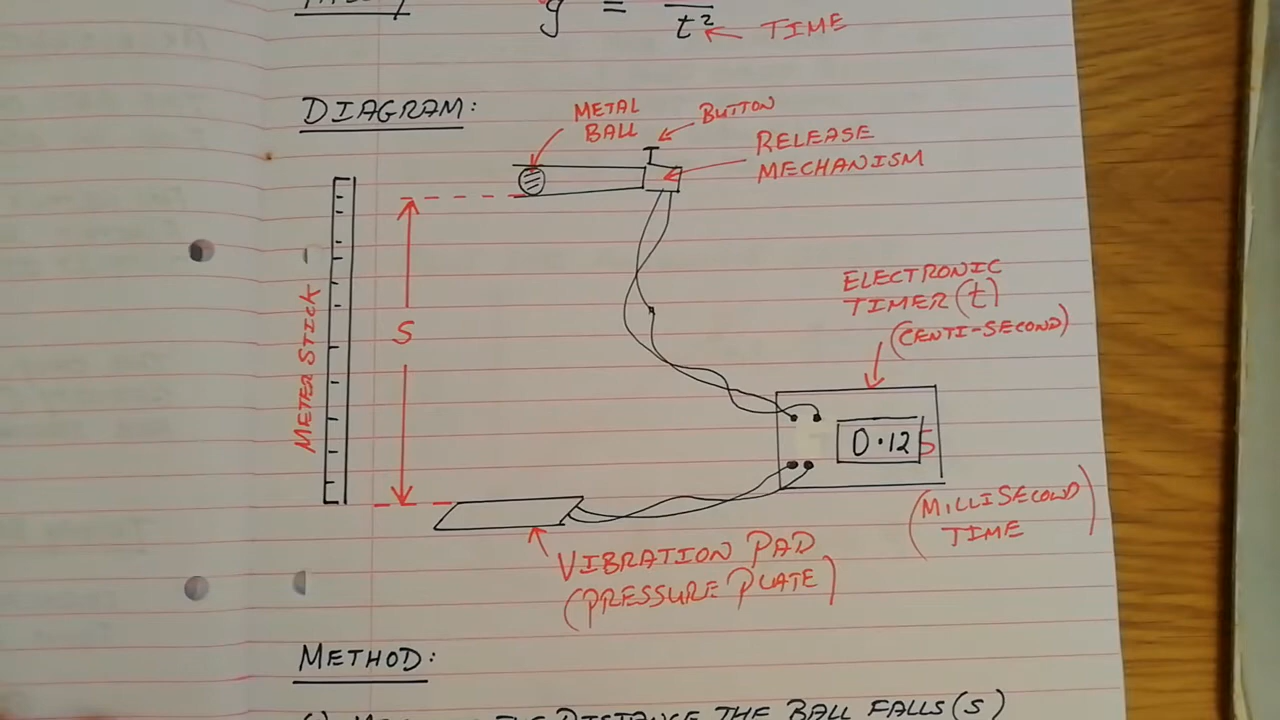 g = 
t²
TIME
DIAGRAM:
METAL
BALL
BUTTON
RELEASE
MECHANISM
METER STICK
S
ELECTRONIC
TIMER (t)
(CENTI-SECOND)
0.12 S
(MILLISECOND)
TIME
VIBRATION PAD
(PRESSURE PLATE)
METHOD:
THE DISTANCE THE BALL FALLS (S)